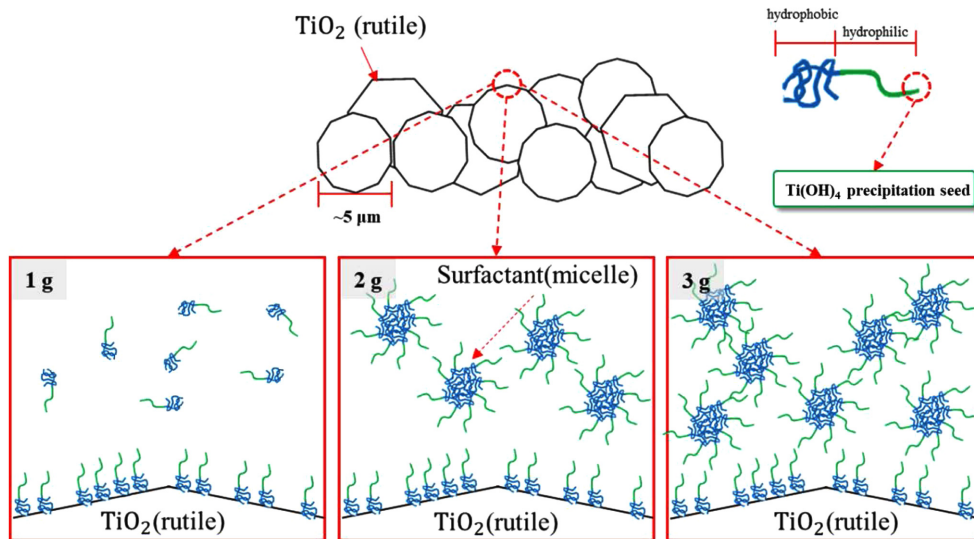 TiO₂ (rutile)
hydrophobic
hydrophilic
Ti(OH)₄ precipitation seed
~5 μm
1 g
TiO₂(rutile)
2 g
Surfactant(micelle)
TiO₂(rutile)
3 g
TiO₂(rutile)